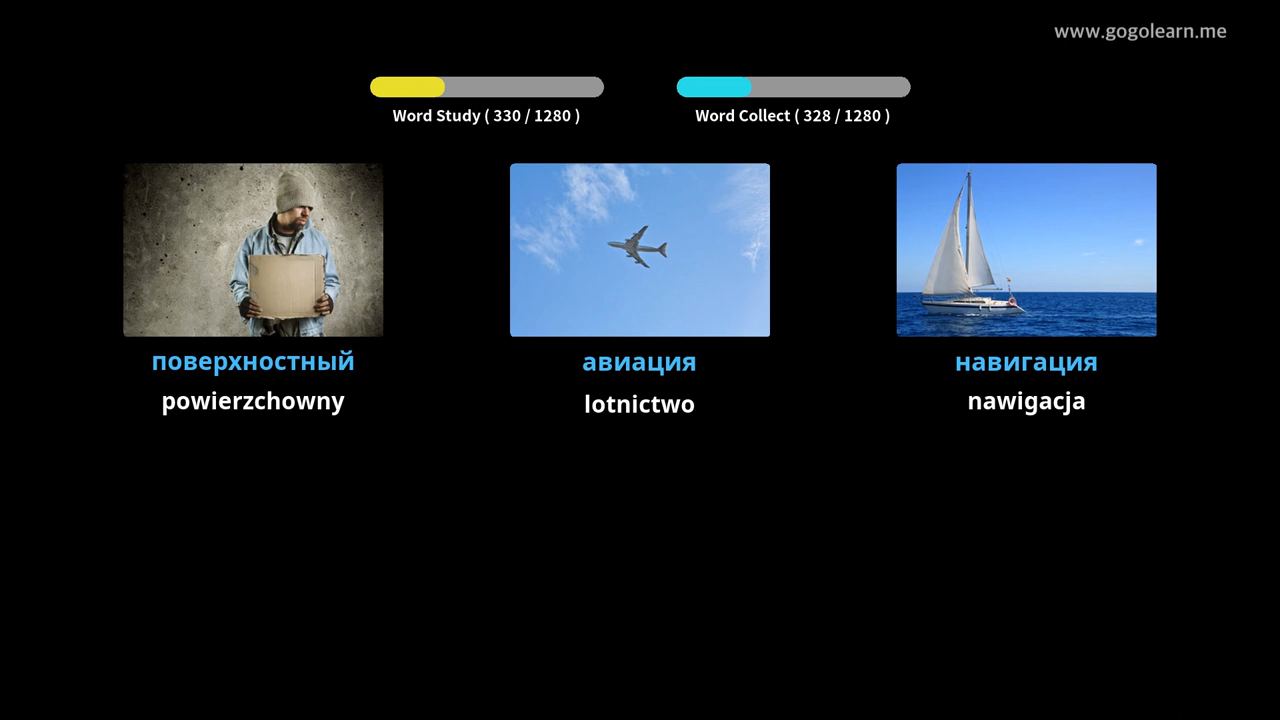 www.gogolearn.me
Word Study ( 330 / 1280 )
Word Collect ( 328 / 1280 )
поверхностный
powierzchowny
авиация
lotnictwo
навигация
nawigacja